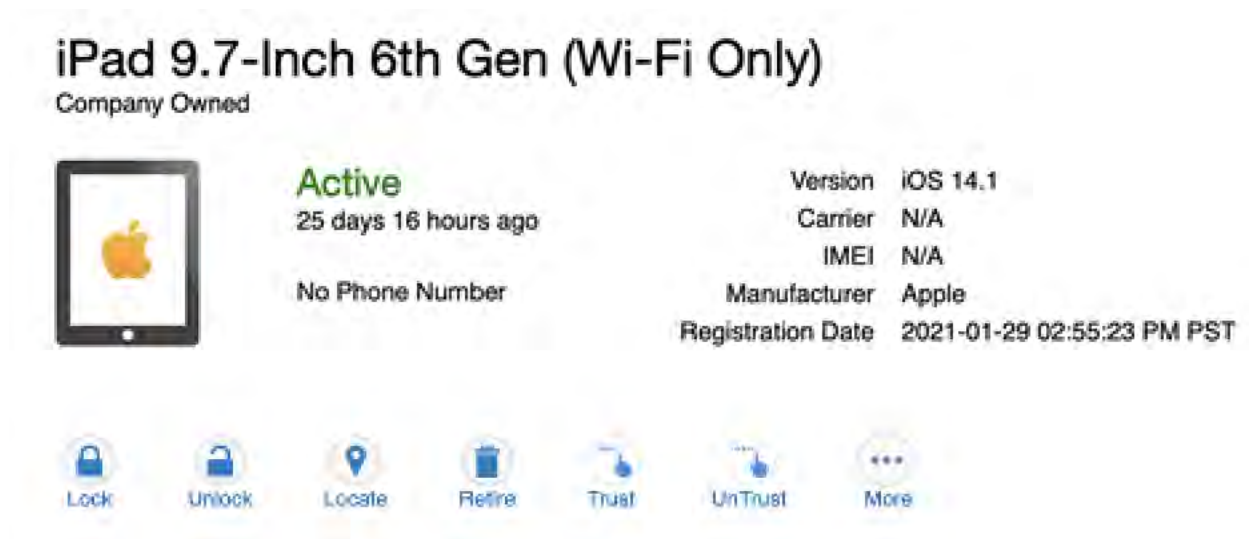 iPad 9.7-Inch 6th Gen (Wi-Fi Only)
Company Owned
Active
25 days 16 hours ago
No Phone Number
Version iOS 14.1
Carrier N/A
IMEI N/A
Manufacturer Apple
Registration Date 2021-01-29 02:55:23 PM PST
Lock Unlock Locate Retire Trust UnTrust More